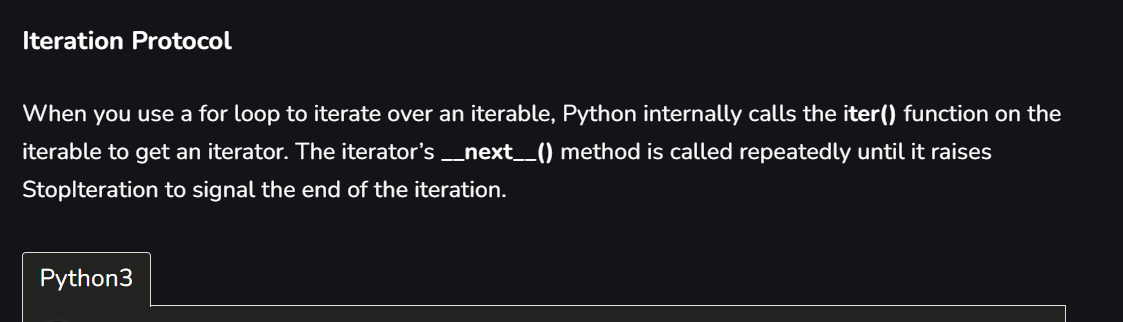 Iteration Protocol
When you use a for loop to iterate over an iterable, Python internally calls the iter() function on the
iterable to get an iterator. The iterator’s __next__() method is called repeatedly until it raises
StopIteration to signal the end of the iteration.
Python3